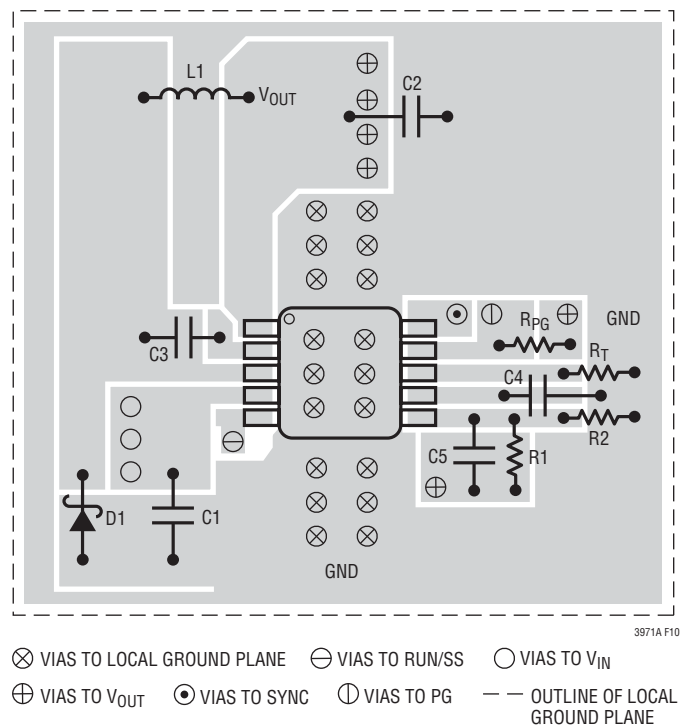 L1
VOUT
C2
C3
RPG
GND
RT
C4
R2
C5
R1
D1
C1
GND
3971A F10
VIAS TO LOCAL GROUND PLANE
VIAS TO RUN/SS
VIAS TO VIN
VIAS TO VOUT
VIAS TO SYNC
VIAS TO PG
OUTLINE OF LOCAL
GROUND PLANE